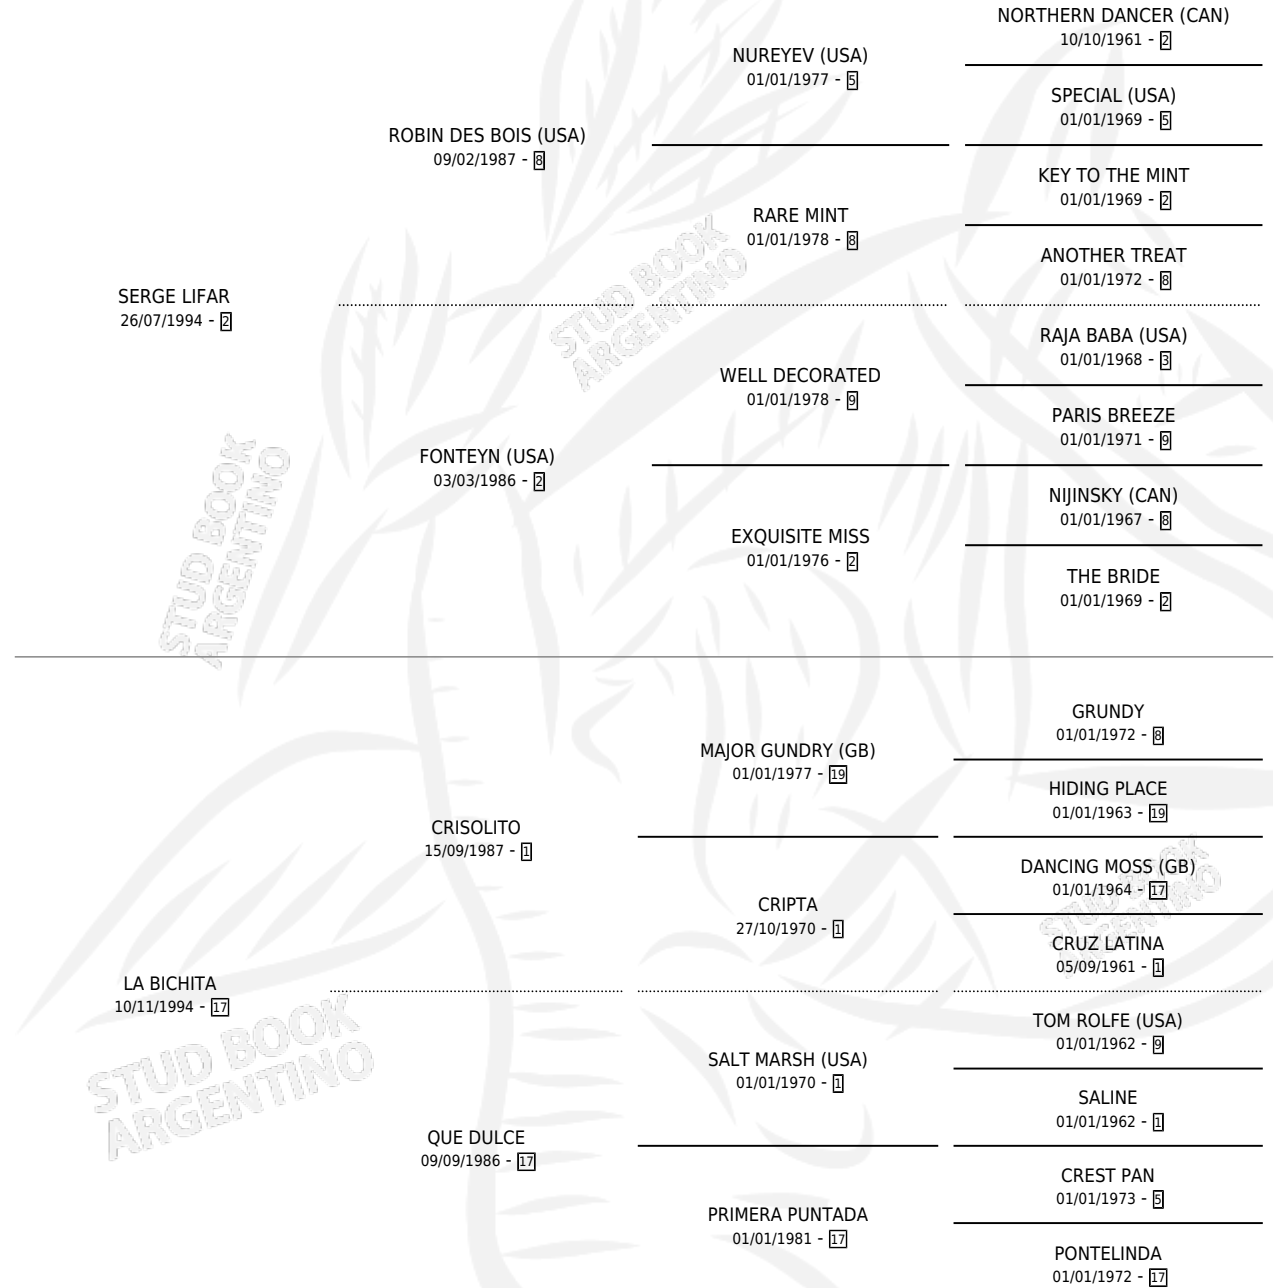 NORTHERN DANCER (CAN)
10/10/1961 - 2
NUREYEV (USA)
01/01/1977 - 5
SPECIAL (USA)
01/01/1969 - 5
ROBIN DES BOIS (USA)
09/02/1987 - 8
KEY TO THE MINT
01/01/1969 - 2
RARE MINT
01/01/1978 - 8
ANOTHER TREAT
01/01/1972 - 8
SERGE LIFAR
26/07/1994 - 2
RAJA BABA (USA)
01/01/1968 - 3
WELL DECORATED
01/01/1978 - 9
PARIS BREEZE
01/01/1971 - 9
FONTEYN (USA)
03/03/1986 - 2
NIJINSKY (CAN)
01/01/1967 - 8
EXQUISITE MISS
01/01/1976 - 2
THE BRIDE
01/01/1969 - 2
STUD BOOK
ARGENTINO
STUD BOOK
ARGENTINO
GRUNDY
01/01/1972 - 8
MAJOR GUNDRY (GB)
01/01/1977 - 19
HIDING PLACE
01/01/1963 - 19
CRISOLITO
15/09/1987 - 1
DANCING MOSS (GB)
01/01/1964 - 17
CRIPTA
27/10/1970 - 1
CRUZ LATINA
05/09/1961 - 1
STUD BOOK
ARGENTINO
LA BICHITA
10/11/1994 - 17
TOM ROLFE (USA)
01/01/1962 - 9
SALT MARSH (USA)
01/01/1970 - 1
SALINE
01/01/1962 - 1
QUE DULCE
09/09/1986 - 17
CREST PAN
01/01/1973 - 5
PRIMERA PUNTADA
01/01/1981 - 17
PONTELINDA
01/01/1972 - 17
STUD BOOK
ARGENTINO